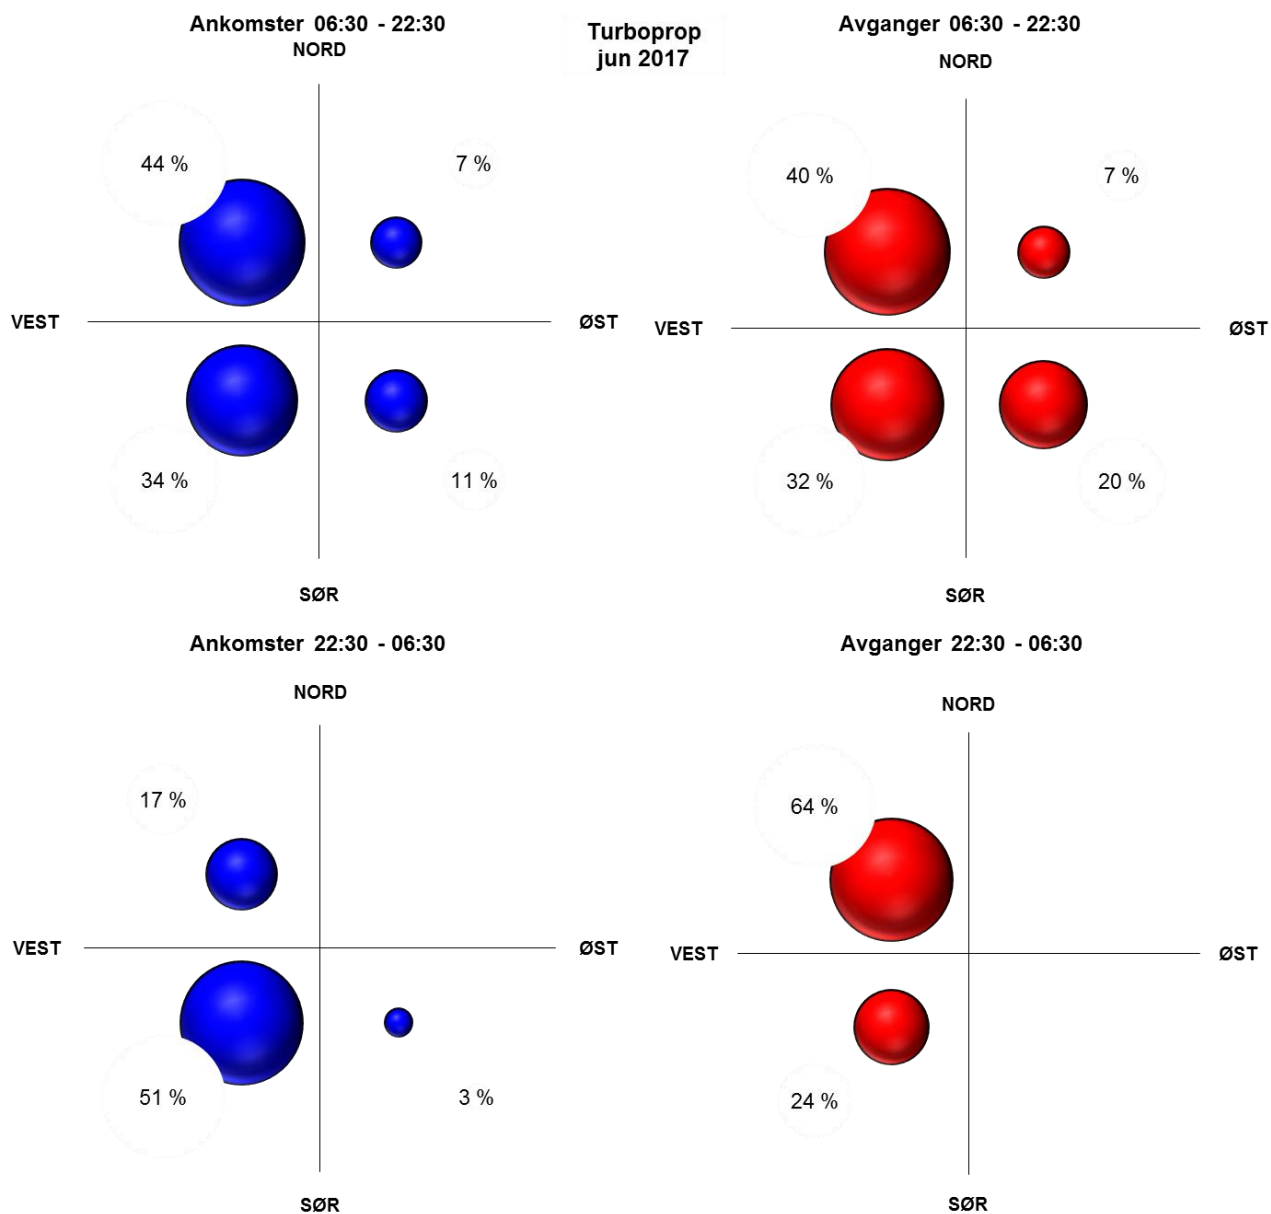 Ankomster 06:30 - 22:30
NORD
44 %
7 %
VEST
ØST
34 %
11 %
SØR
Turboprop
jun 2017
Avganger 06:30 - 22:30
NORD
40 %
7 %
VEST
ØST
32 %
20 %
SØR
Ankomster 22:30 - 06:30
NORD
17 %
VEST
ØST
51 %
3 %
SØR
Avganger 22:30 - 06:30
NORD
64 %
VEST
ØST
24 %
SØR